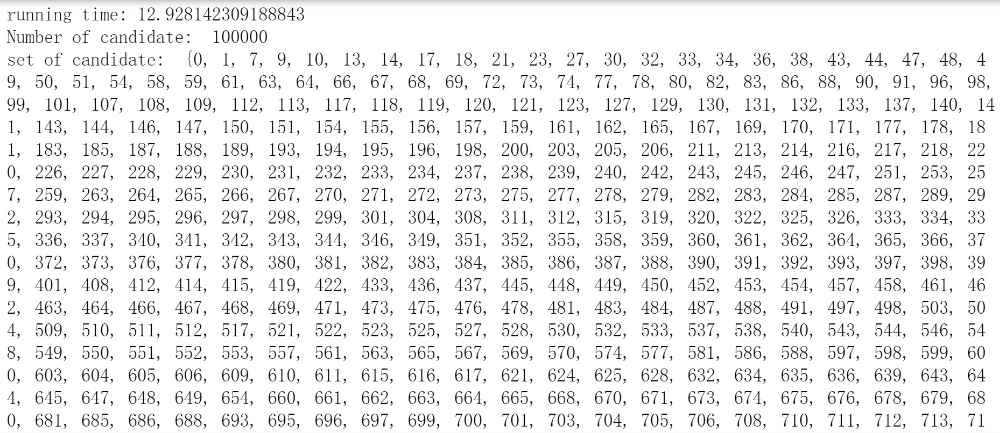 running time: 12.928142309188843
Number of candidate:  100000
set of candidate:  {0, 1, 7, 9, 10, 13, 14, 17, 18, 21, 23, 27, 30, 32, 33, 34, 36, 38, 43, 44, 47, 48, 4
9, 50, 51, 54, 58, 59, 61, 63, 64, 66, 67, 68, 69, 72, 73, 74, 77, 78, 80, 82, 83, 86, 88, 90, 91, 96, 98,
99, 101, 107, 108, 109, 112, 113, 117, 118, 119, 120, 121, 123, 127, 129, 130, 131, 132, 133, 137, 140, 14
1, 143, 144, 146, 147, 150, 151, 154, 155, 156, 157, 159, 161, 162, 165, 167, 169, 170, 171, 177, 178, 18
1, 183, 185, 187, 188, 189, 193, 194, 195, 196, 198, 200, 203, 205, 206, 211, 213, 214, 216, 217, 218, 22
0, 226, 227, 228, 229, 230, 231, 232, 233, 234, 237, 238, 239, 240, 242, 243, 245, 246, 247, 251, 253, 25
7, 259, 263, 264, 265, 266, 267, 270, 271, 272, 273, 275, 277, 278, 279, 282, 283, 284, 285, 287, 289, 29
2, 293, 294, 295, 296, 297, 298, 299, 301, 304, 308, 311, 312, 315, 319, 320, 322, 325, 326, 333, 334, 33
5, 336, 337, 340, 341, 342, 343, 344, 346, 349, 351, 352, 355, 358, 359, 360, 361, 362, 364, 365, 366, 37
0, 372, 373, 376, 377, 378, 380, 381, 382, 383, 384, 385, 386, 387, 388, 390, 391, 392, 393, 397, 398, 39
9, 401, 408, 412, 414, 415, 419, 422, 433, 436, 437, 445, 448, 449, 450, 452, 453, 454, 457, 458, 461, 46
2, 463, 464, 466, 467, 468, 469, 471, 473, 475, 476, 478, 481, 483, 484, 487, 488, 491, 497, 498, 503, 50
4, 509, 510, 511, 512, 517, 521, 522, 523, 525, 527, 528, 530, 532, 533, 537, 538, 540, 543, 544, 546, 54
8, 549, 550, 551, 552, 553, 557, 561, 563, 565, 567, 569, 570, 574, 577, 581, 586, 588, 597, 598, 599, 60
0, 603, 604, 605, 606, 609, 610, 611, 615, 616, 617, 621, 624, 625, 628, 632, 634, 635, 636, 639, 643, 64
4, 645, 647, 648, 649, 654, 660, 661, 662, 663, 664, 665, 668, 670, 671, 673, 674, 675, 676, 678, 679, 68
0, 681, 685, 686, 688, 693, 695, 696, 697, 699, 700, 701, 703, 704, 705, 706, 708, 710, 711, 712, 713, 71